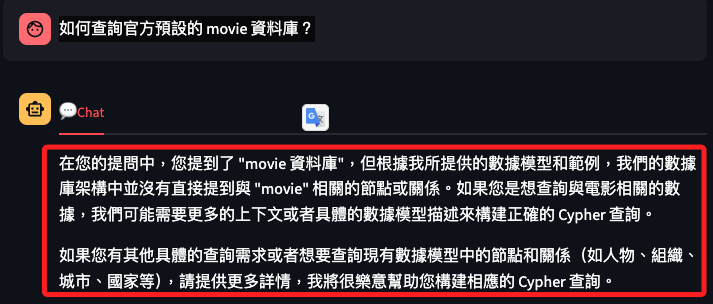 如何查詢官方預設的 movie 資料庫？
Chat
在您的提問中，您提到了 "movie 資料庫"，但根據我所提供的數據模型和範例，我們的數據
庫架構中並沒有直接提到與 "movie" 相關的節點或關係。如果您是想查詢與電影相關的數
據，我們可能需要更多的上下文或者具體的數據模型描述來構建正確的 Cypher 查詢。
如果您有其他具體的查詢需求或者想要查詢現有數據模型中的節點和關係（如人物、組織、
城市、國家等），請提供更多詳情，我將很樂意幫助您構建相應的 Cypher 查詢。